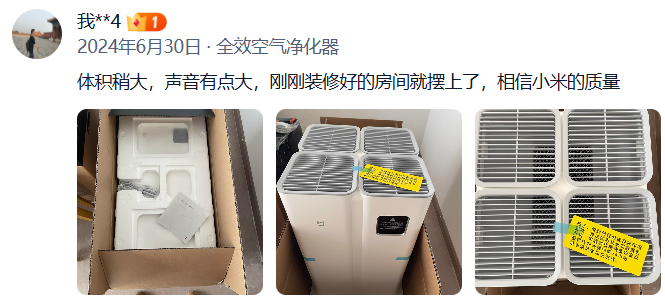 我**4 1
2024年6月30日 · 全效空气净化器
体积稍大，声音有点大，刚刚装修好的房间就摆上了，相信小米的质量